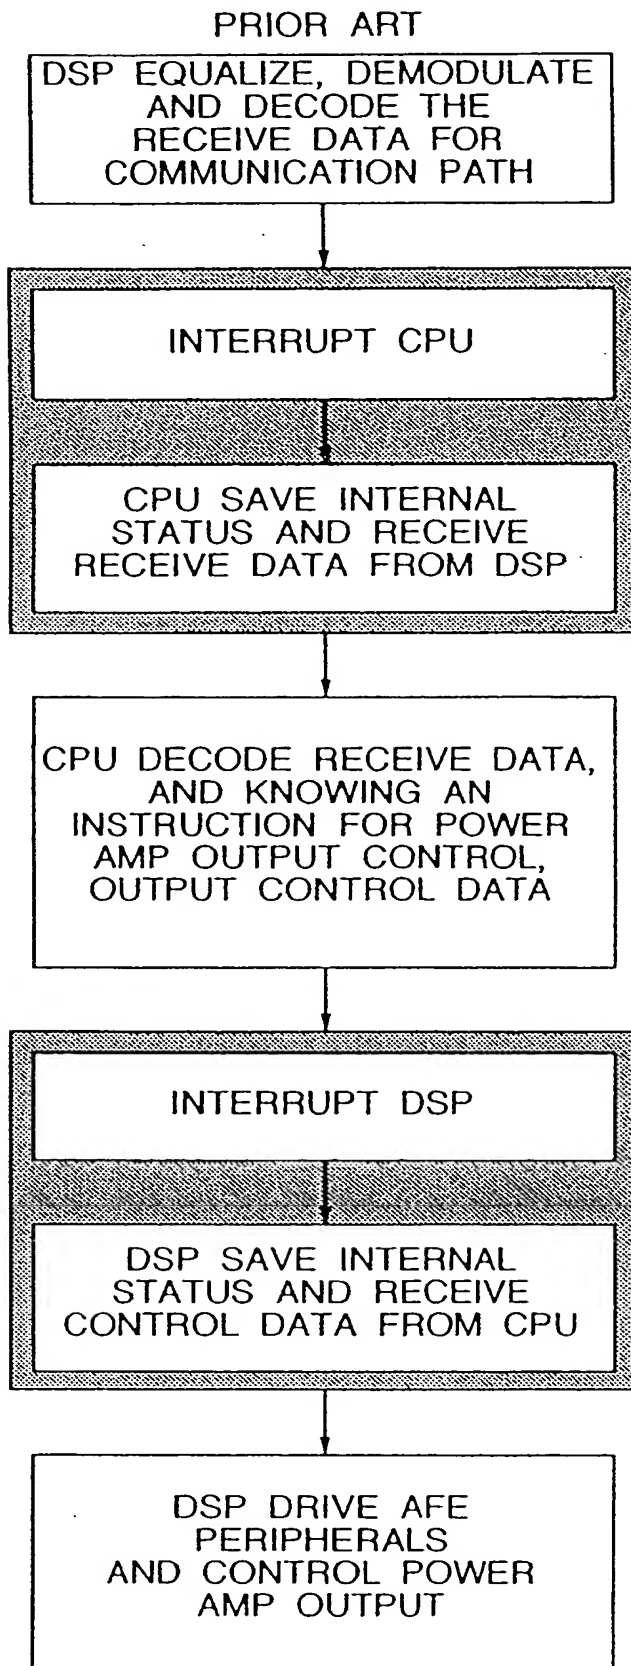 PRIOR ART
DSP EQUALIZE, DEMODULATE
AND DECODE THE
RECEIVE DATA FOR
COMMUNICATION PATH
INTERRUPT CPU
CPU SAVE INTERNAL
STATUS AND RECEIVE
RECEIVE DATA FROM DSP
CPU DECODE RECEIVE DATA,
AND KNOWING AN
INSTRUCTION FOR POWER
AMP OUTPUT CONTROL,
OUTPUT CONTROL DATA
INTERRUPT DSP
DSP SAVE INTERNAL
STATUS AND RECEIVE
CONTROL DATA FROM CPU
DSP DRIVE AFE
PERIPHERALS
AND CONTROL POWER
AMP OUTPUT